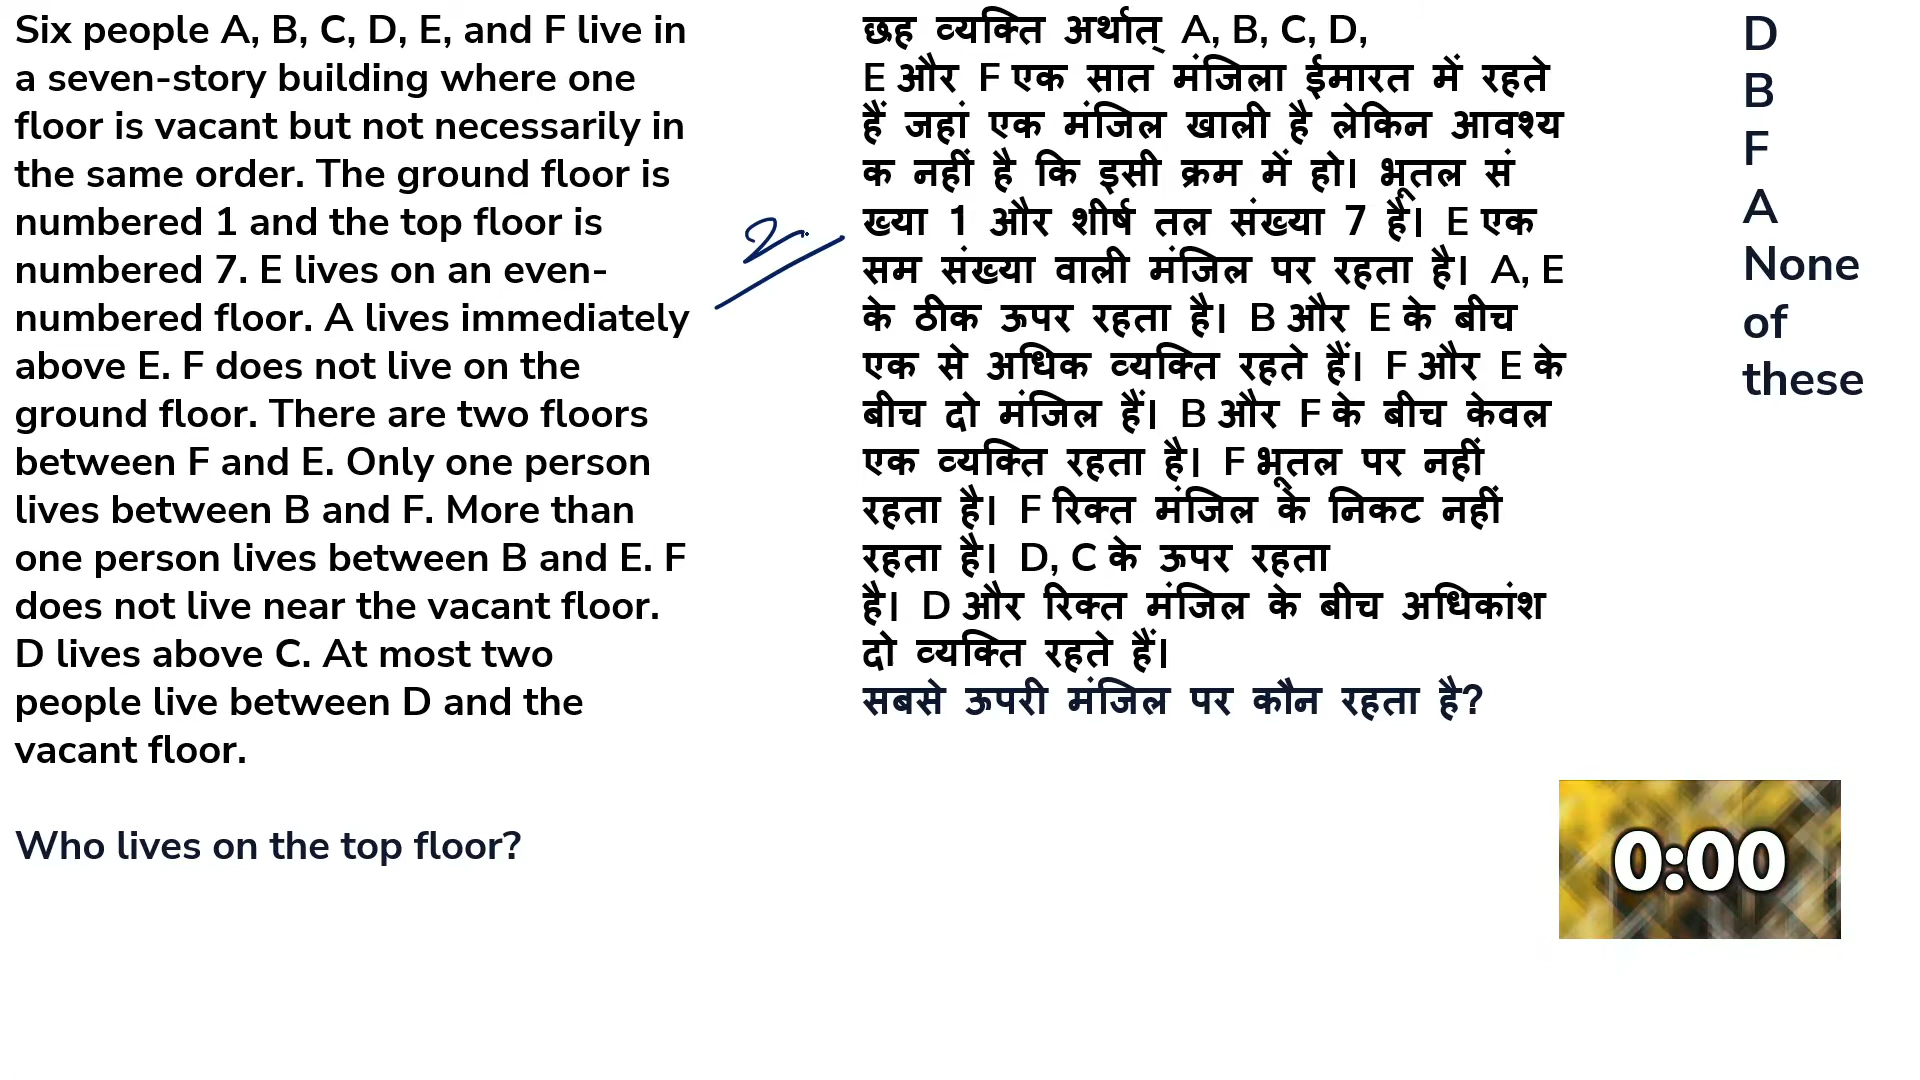 Six people A, B, C, D, E, and F live in
a seven-story building where one
floor is vacant but not necessarily in
the same order. The ground floor is
numbered 1 and the top floor is
numbered 7. E lives on an even-
numbered floor. A lives immediately
above E. F does not live on the
ground floor. There are two floors
between F and E. Only one person
lives between B and F. More than
one person lives between B and E. F
does not live near the vacant floor.
D lives above C. At most two
people live between D and the
vacant floor.
Who lives on the top floor?
2
छह व्यक्ति अर्थात् A, B, C, D,
E और F एक सात मंजिला ईमारत में रहते
हैं जहां एक मंजिल खाली है लेकिन आवश्य
क नहीं है कि इसी क्रम में हो। भूतल सं
ख्या 1 और शीर्ष तल संख्या 7 है। E एक
सम संख्या वाली मंजिल पर रहता है। A, E
के ठीक ऊपर रहता है। B और E के बीच
एक से अधिक व्यक्ति रहते हैं। F और E के
बीच दो मंजिल हैं। B और F के बीच केवल
एक व्यक्ति रहता है। F भूतल पर नहीं
रहता है। F रिक्त मंजिल के निकट नहीं
रहता है। D, C के ऊपर रहता
है। D और रिक्त मंजिल के बीच अधिकांश
दो व्यक्ति रहते हैं।
सबसे ऊपरी मंजिल पर कौन रहता है?
D
B
F
A
None
of
these
0:00